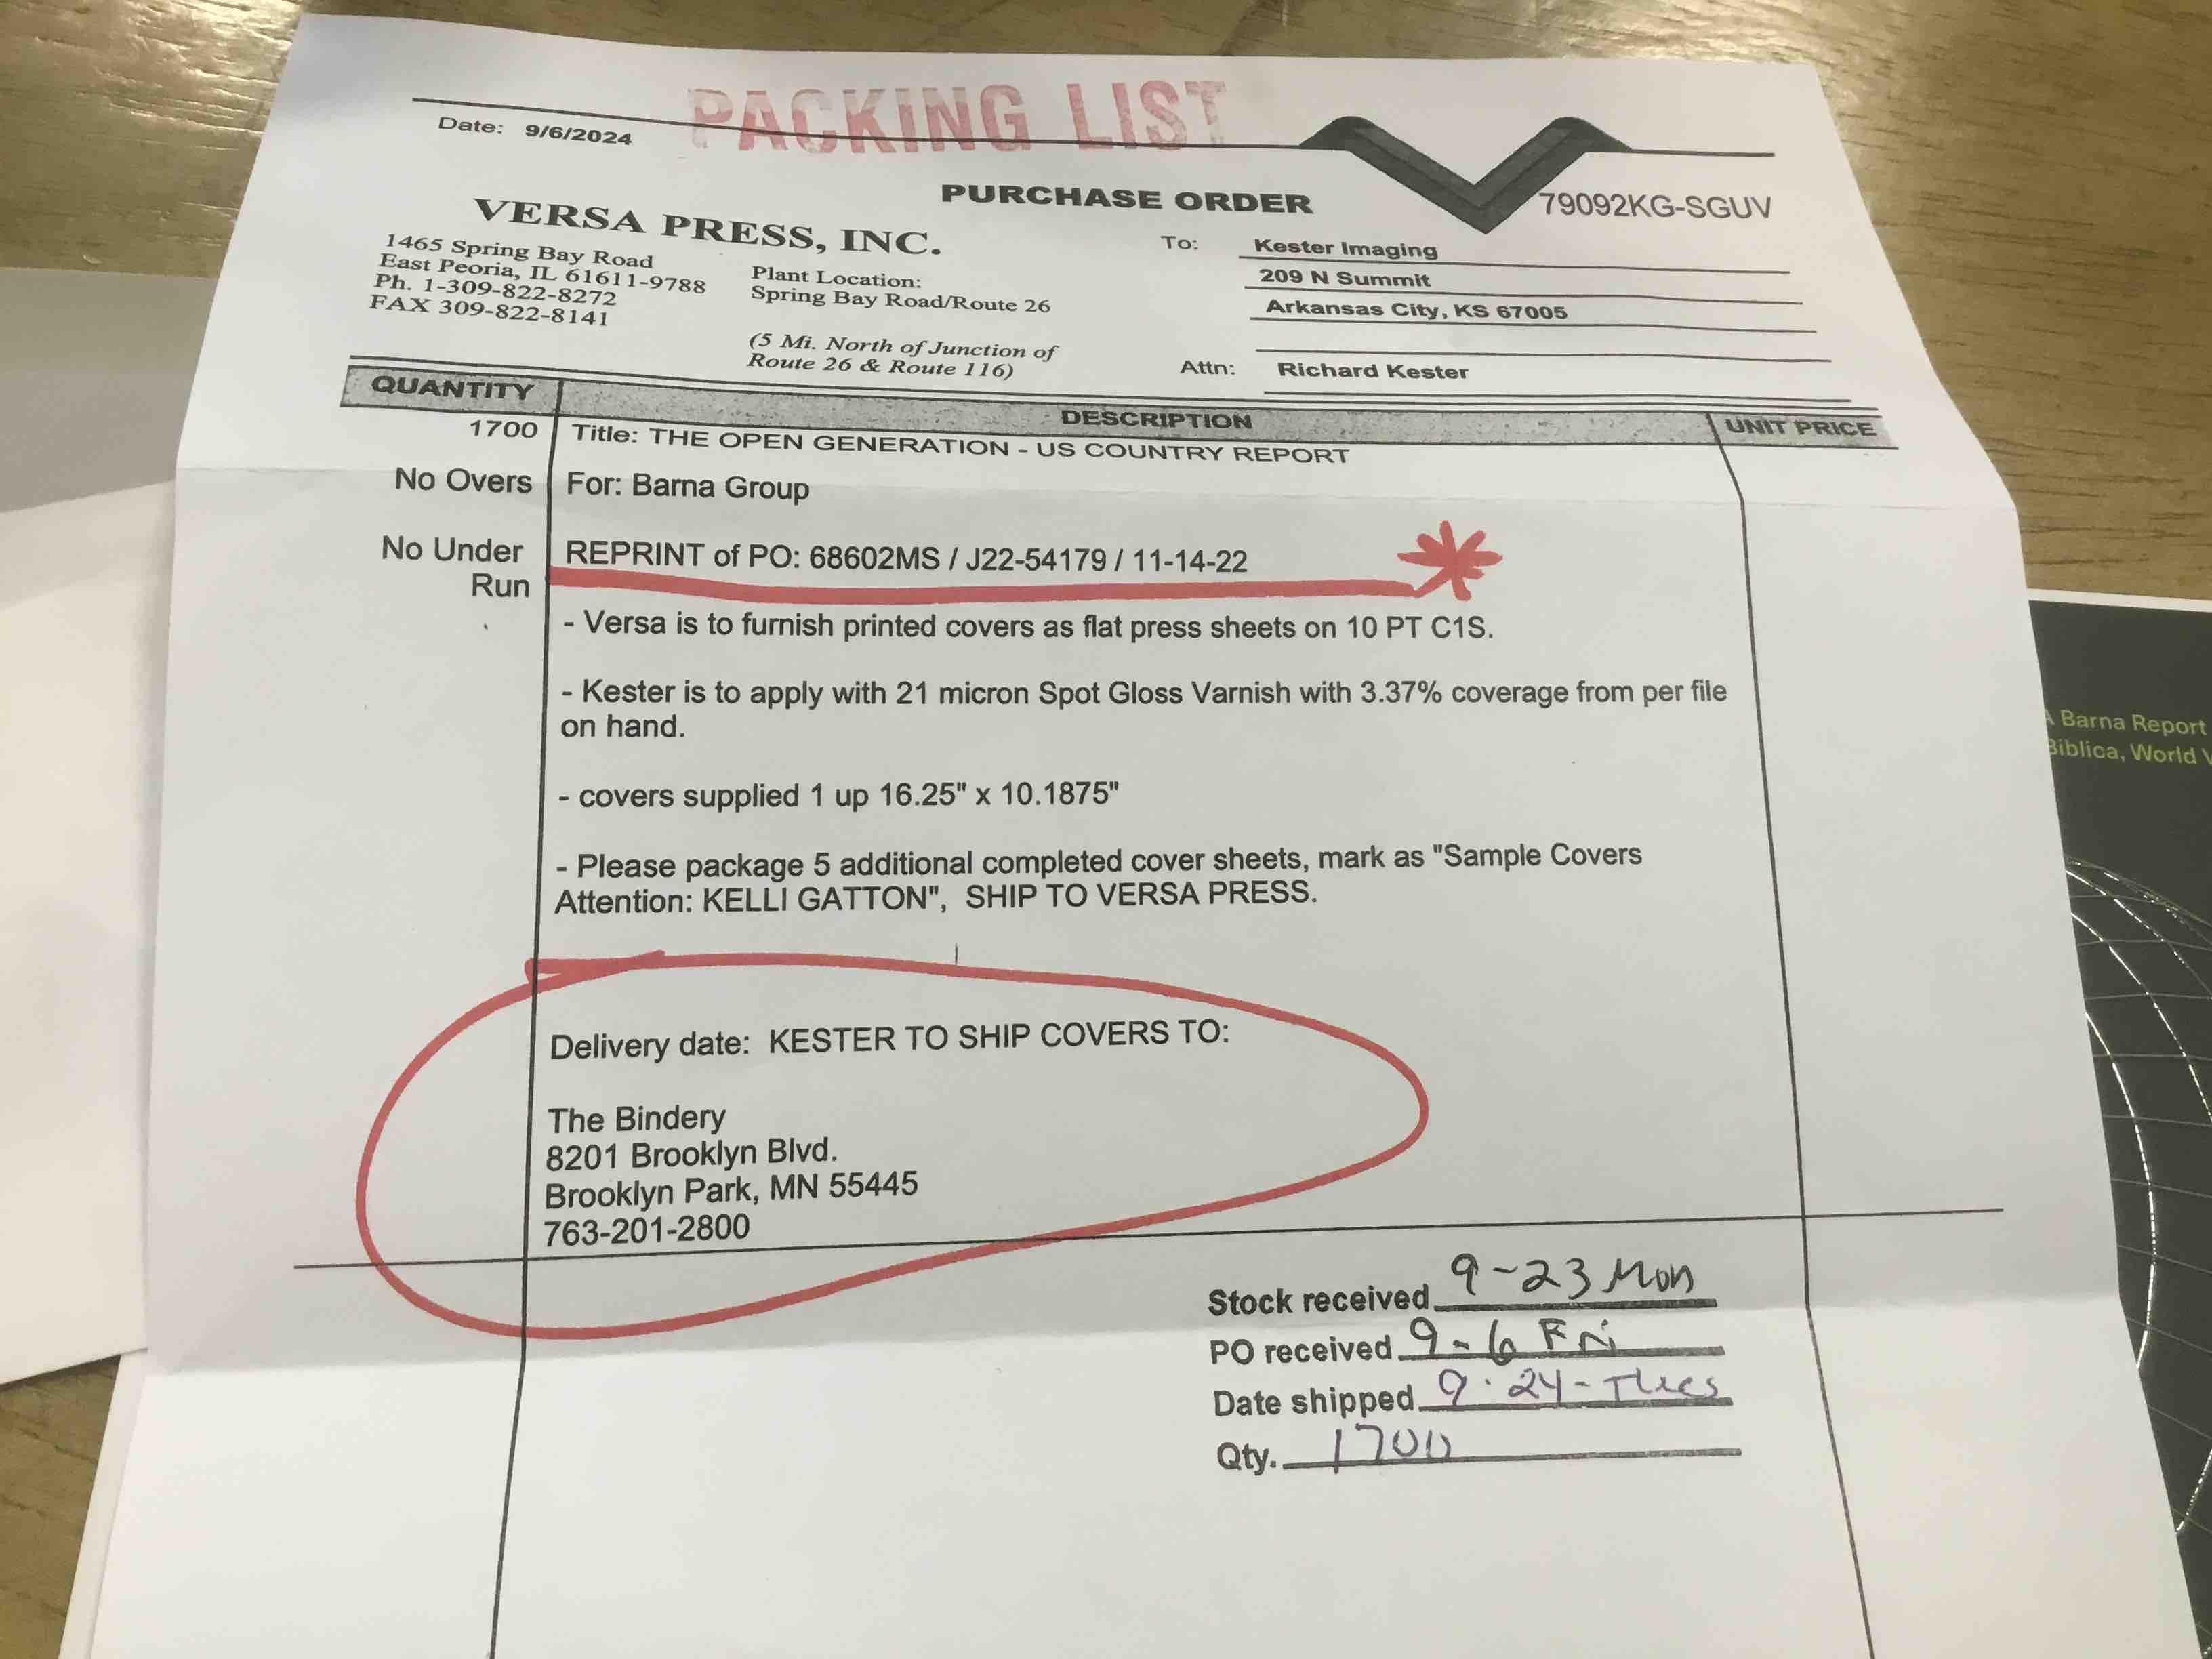 PACKING LIST
Date: 9/6/2024
PURCHASE ORDER
79092KG-SGUV
VERSA PRESS, INC.
1465 Spring Bay Road
East Peoria, IL 61611-9788
Ph. 1-309-822-8272
FAX 309-822-8141
Plant Location:
Spring Bay Road/Route 26
(5 Mi. North of Junction of
Route 26 & Route 116)
To: Kester Imaging
209 N Summit
Arkansas City, KS 67005
Attn: Richard Kester
QUANTITY DESCRIPTION UNIT PRICE
1700 Title: THE OPEN GENERATION - US COUNTRY REPORT
No Overs For: Barna Group
No Under REPRINT of PO: 68602MS / J22-54179 / 11-14-22
Run
- Versa is to furnish printed covers as flat press sheets on 10 PT C1S.
- Kester is to apply with 21 micron Spot Gloss Varnish with 3.37% coverage from per file
on hand.
- covers supplied 1 up 16.25" x 10.1875"
- Please package 5 additional completed cover sheets, mark as "Sample Covers
Attention: KELLI GATTON", SHIP TO VERSA PRESS.
Delivery date: KESTER TO SHIP COVERS TO:
The Bindery
8201 Brooklyn Blvd.
Brooklyn Park, MN 55445
763-201-2800
Stock received 9-23 Mon
PO received 9-6 Fri
Date shipped 9-24-Tues
Qty. 1700
A Barna Report
Biblica, World